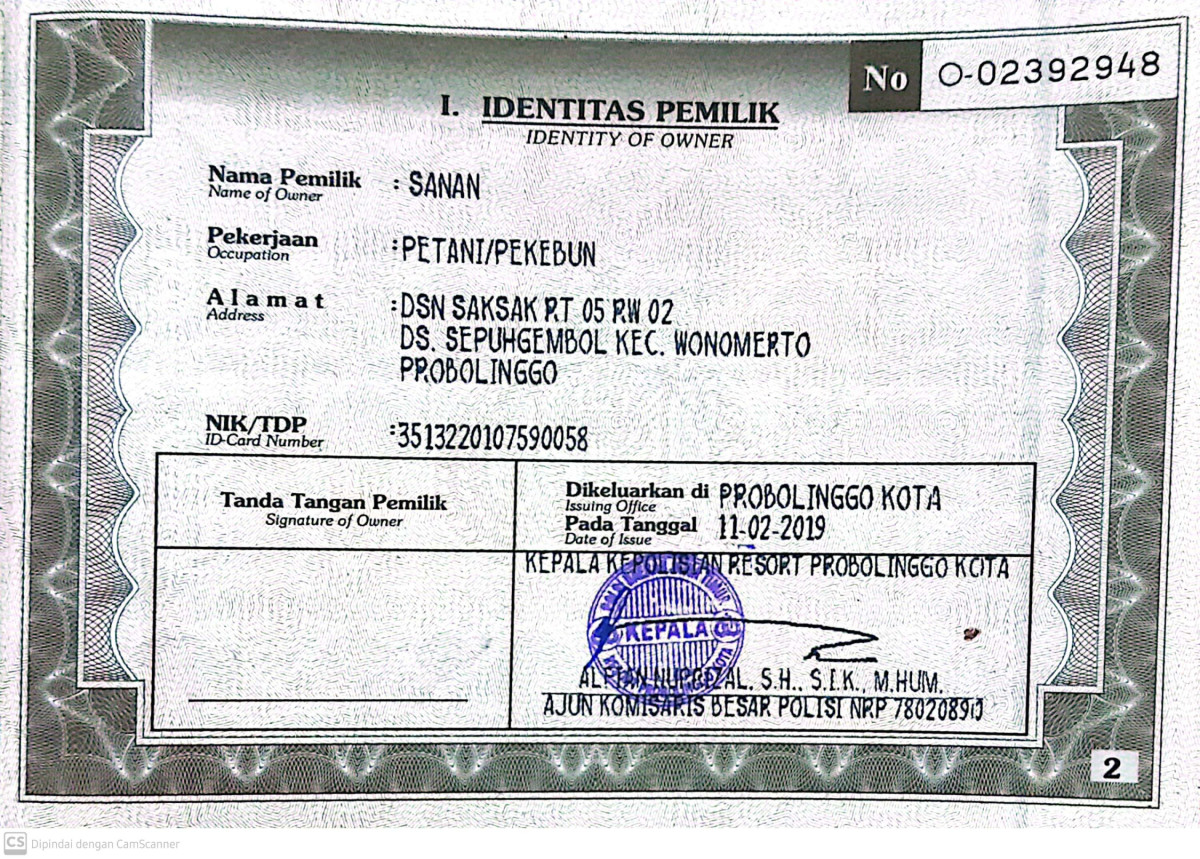 No O-02392948
I. IDENTITAS PEMILIK
IDENTITY OF OWNER
Nama Pemilik : SANAN
Name of Owner
Pekerjaan : PETANI/PEKEBUN
Occupation
Alamat : DSN SAKSAK RT 05 RW 02
Address
DS. SEPUHGEMBOL KEC. WONOMERTO
PROBOLINGGO
NIK/TDP : 3513220107590058
ID-Card Number
Tanda Tangan Pemilik
Signature of Owner
Dikeluarkan di PROBOLINGGO KOTA
Issuing Office
Pada Tanggal 11-02-2019
Date of Issue
KEPALA KEPOLISIAN RESORT PROBOLINGGO KOTA
KEPALA
S.H., S.I.K., M.HUM.
AJUN KOMISARIS BESAR POLISI NRP
2
CS Dipindai dengan CamScanner